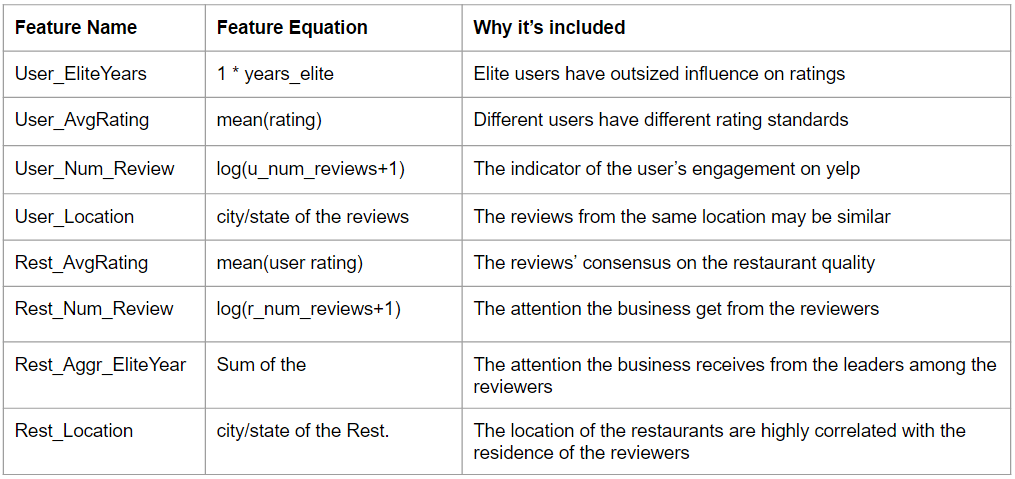 Feature Name Feature Equation Why it's included
User_EliteYears 1 * years_elite Elite users have outsized influence on ratings
User_AvgRating mean(rating) Different users have different rating standards
User_Num_Review log(u_num_reviews+1) The indicator of the user's engagement on yelp
User_Location city/state of the reviews The reviews from the same location may be similar
Rest_AvgRating mean(user rating) The reviews' consensus on the restaurant quality
Rest_Num_Review log(r_num_reviews+1) The attention the business get from the reviewers
Rest_Aggr_EliteYear Sum of the The attention the business receives from the leaders among the
reviewers
Rest_Location city/state of the Rest. The location of the restaurants are highly correlated with the
residence of the reviewers